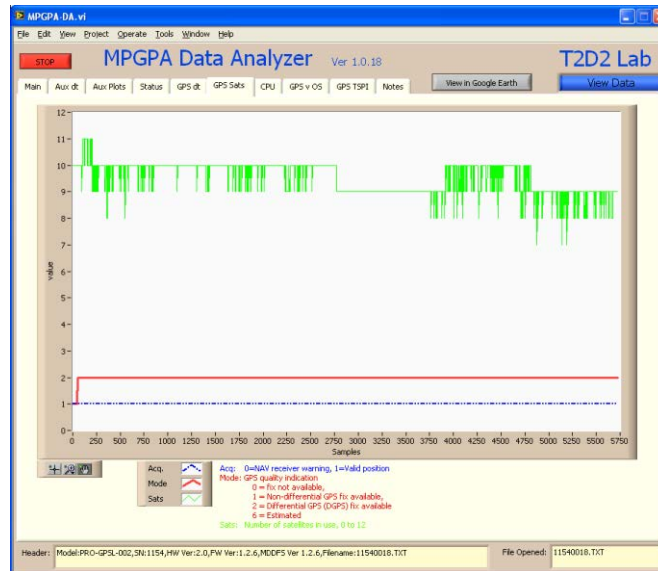 MPGPA-DA.vi
File Edit View Project Operate Tools Window Help
STOP MPGPA Data Analyzer Ver 1.0.18 T2D2 Lab
Main Aux dt Aux Plots Status GPS dt GPS Sats CPU GPS v OS GPS TSPI Notes View in Google Earth View Data
12
11
10
9
8
7
6
5
4
3
2
1
0
value
0 250 500 750 1000 1250 1500 1750 2000 2250 2500 2750 3000 3250 3500 3750 4000 4250 4500 4750 5000 5250 5500 5750
Samples
Acq.
Mode
Sats
Acq: 0=NAV receiver warning, 1=Valid position
Mode: GPS quality indication
0 = fix not available,
1 = Non-differential GPS fix available,
2 = Differential GPS (DGPS) fix available
6 = Estimated
Sats: Number of satellites in use, 0 to 12
Header: Model:PRO-GPSL-002,SN:1154,HW Ver:2.0,FW Ver:1.2.6,MDDFS Ver 1.2.6,Filename:11540018.TXT File Opened: 11540018.TXT